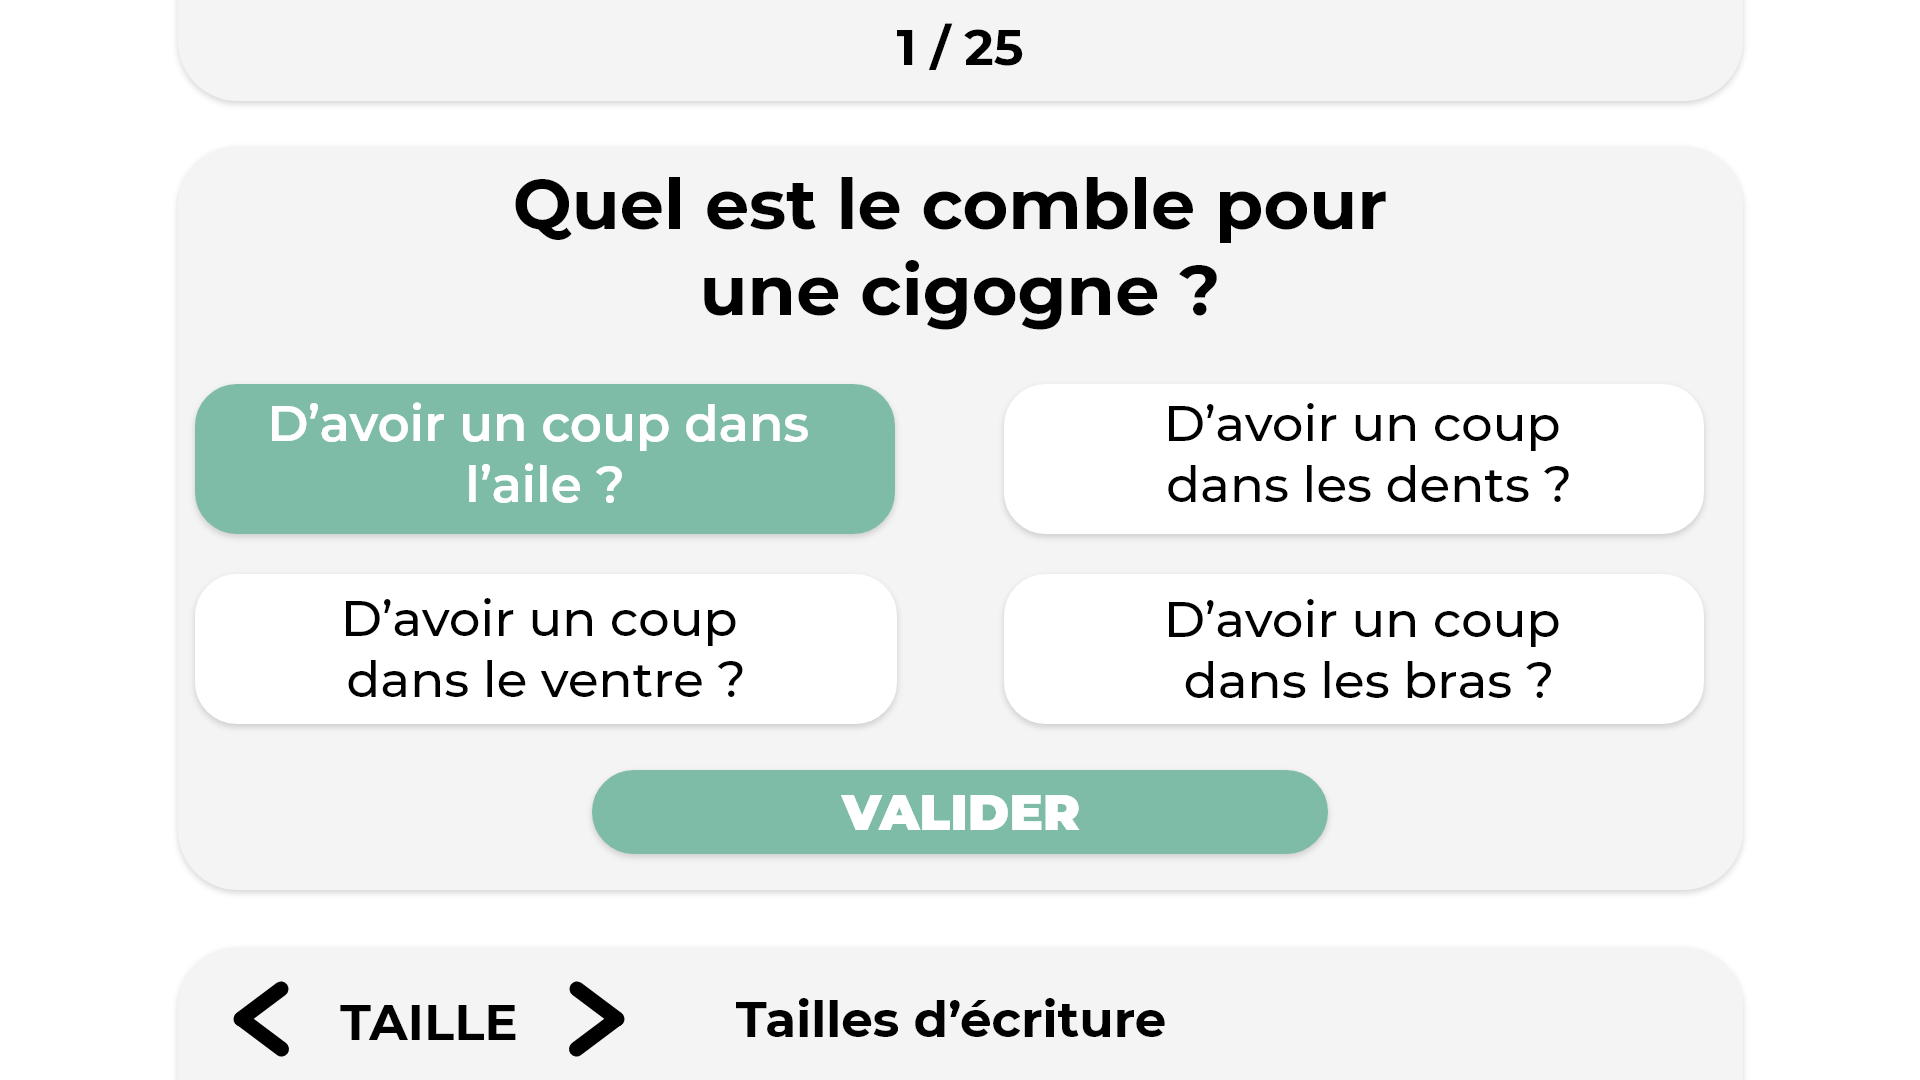 1 / 25
Quel est le comble pour
une cigogne ?
D’avoir un coup dans
l’aile ?
D’avoir un coup
dans les dents ?
D’avoir un coup
dans le ventre ?
D’avoir un coup
dans les bras ?
VALIDER
TAILLE
Tailles d’écriture